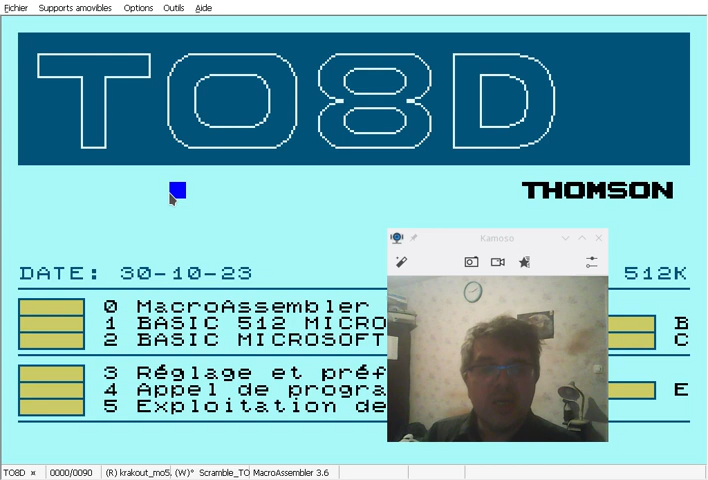 Fichier Supports amovibles Options Outils Aide
TO8D
THOMSON
Kamoso
DATE: 30-10-23
512K
0 MacroAssembler
1 BASIC 512 MICRO
B
2 BASIC MICROSOFT
C
3 Réglage et préf
4 Appel de progra
E
5 Exploitation de
TO8D × 0000/0090 (R) krakout_mo5. (W)° Scramble_TO MacroAssembler 3.6